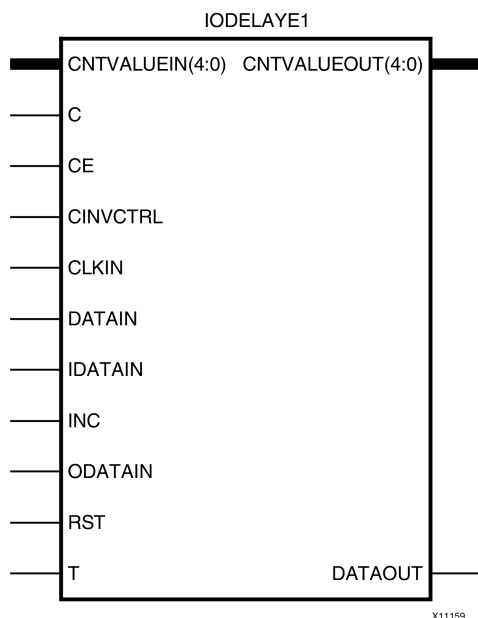 IODELAYE1
CNTVALUEIN(4:0) CNTVALUEOUT(4:0)
C
CE
CINVCTRL
CLKIN
DATAIN
IDATAIN
INC
ODATAIN
RST
T DATAOUT
X11159